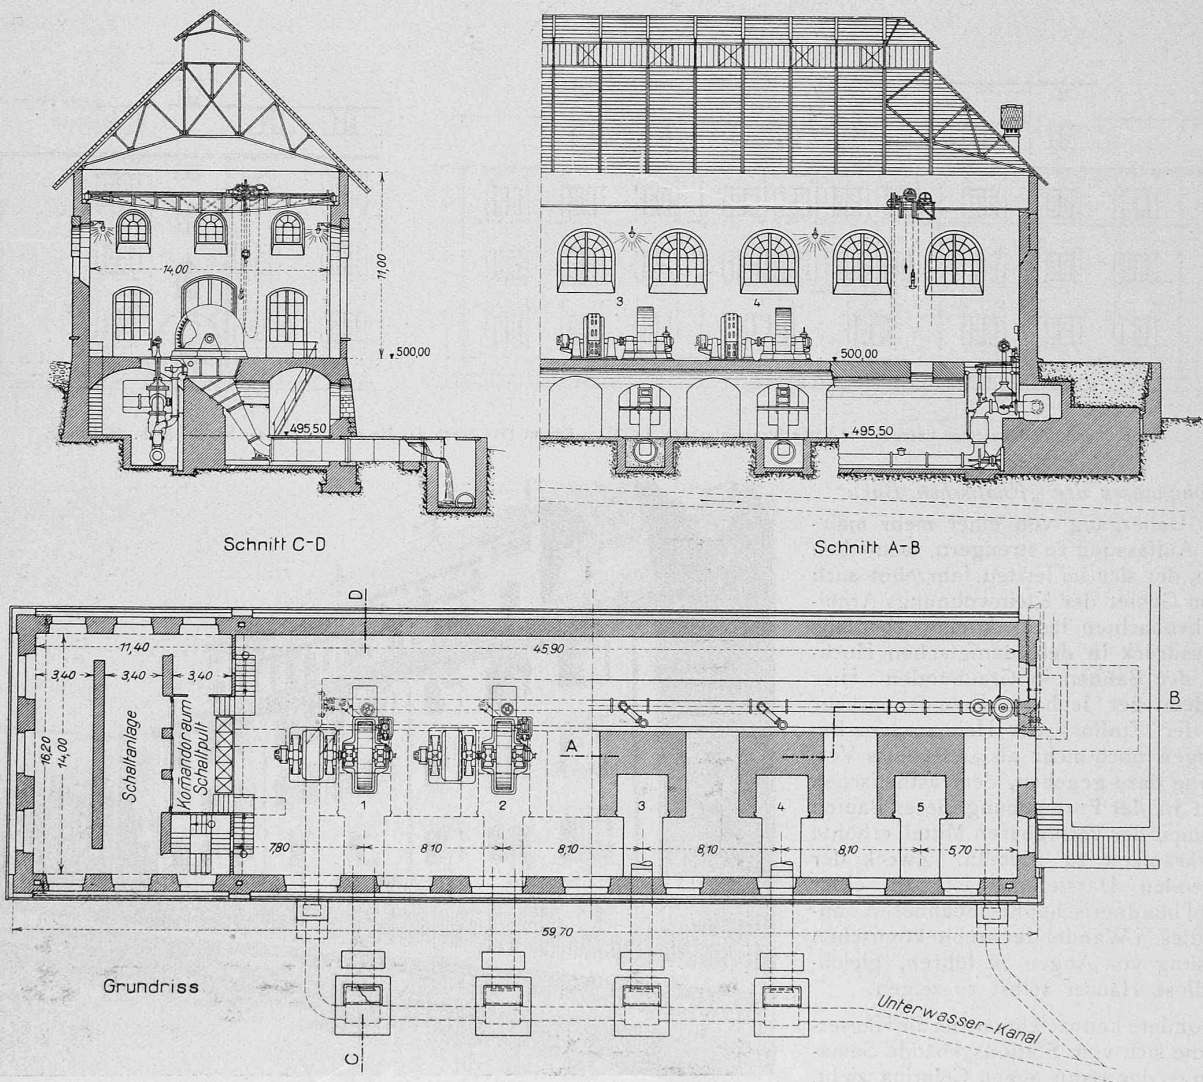 14,00
11,00
500,00
495,50
Schnitt C-D
3
4
500,00
495,50
Schnitt A-B
D
11,40
45,90
3,40
3,40
3,40
16,20
14,00
Schaltanlage
Kom̄andoraum
Schaltpult
A
B
1
2
3
4
5
7,80
8,10
8,10
8,10
8,10
5,70
59,70
Grundriss
C
Unterwasser-Kanal